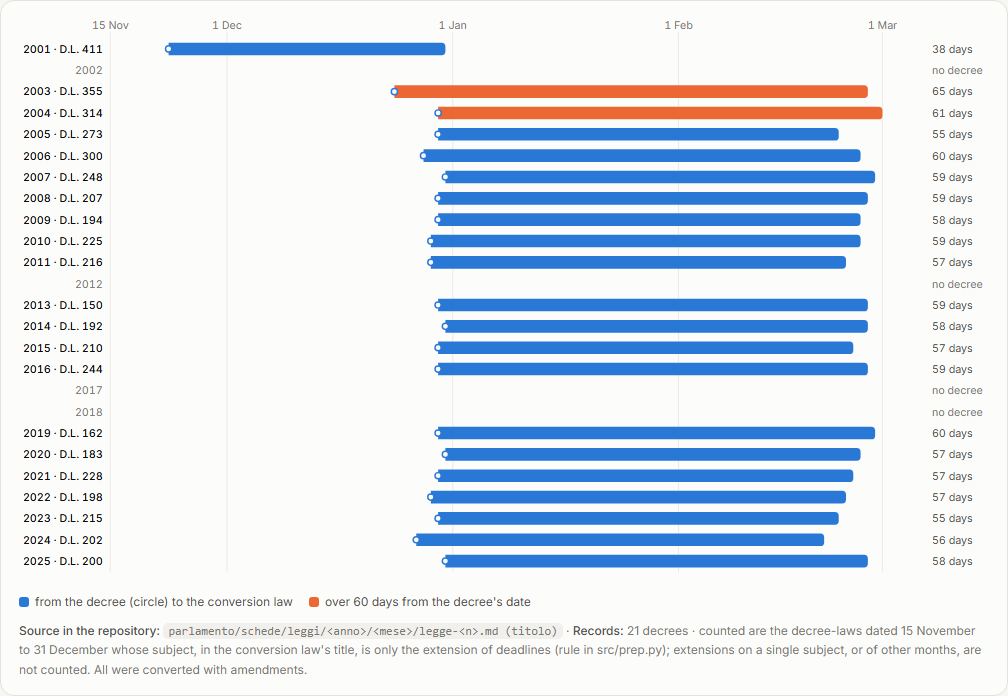 15 Nov 1 Dec 1 Jan 1 Feb 1 Mar
2001 · D.L. 411 38 days
2002 no decree
2003 · D.L. 355 65 days
2004 · D.L. 314 61 days
2005 · D.L. 273 55 days
2006 · D.L. 300 60 days
2007 · D.L. 248 59 days
2008 · D.L. 207 59 days
2009 · D.L. 194 58 days
2010 · D.L. 225 59 days
2011 · D.L. 216 57 days
2012 no decree
2013 · D.L. 150 59 days
2014 · D.L. 192 58 days
2015 · D.L. 210 57 days
2016 · D.L. 244 59 days
2017 no decree
2018 no decree
2019 · D.L. 162 60 days
2020 · D.L. 183 57 days
2021 · D.L. 228 57 days
2022 · D.L. 198 57 days
2023 · D.L. 215 55 days
2024 · D.L. 202 56 days
2025 · D.L. 200 58 days
from the decree (circle) to the conversion law over 60 days from the decree's date
Source in the repository: parlamento/schede/leggi/<anno>/<mese>/legge-<n>.md (titolo) · Records: 21 decrees · counted are the decree-laws dated 15 November
to 31 December whose subject, in the conversion law's title, is only the extension of deadlines (rule in src/prep.py); extensions on a single subject, or of other months, are
not counted. All were converted with amendments.